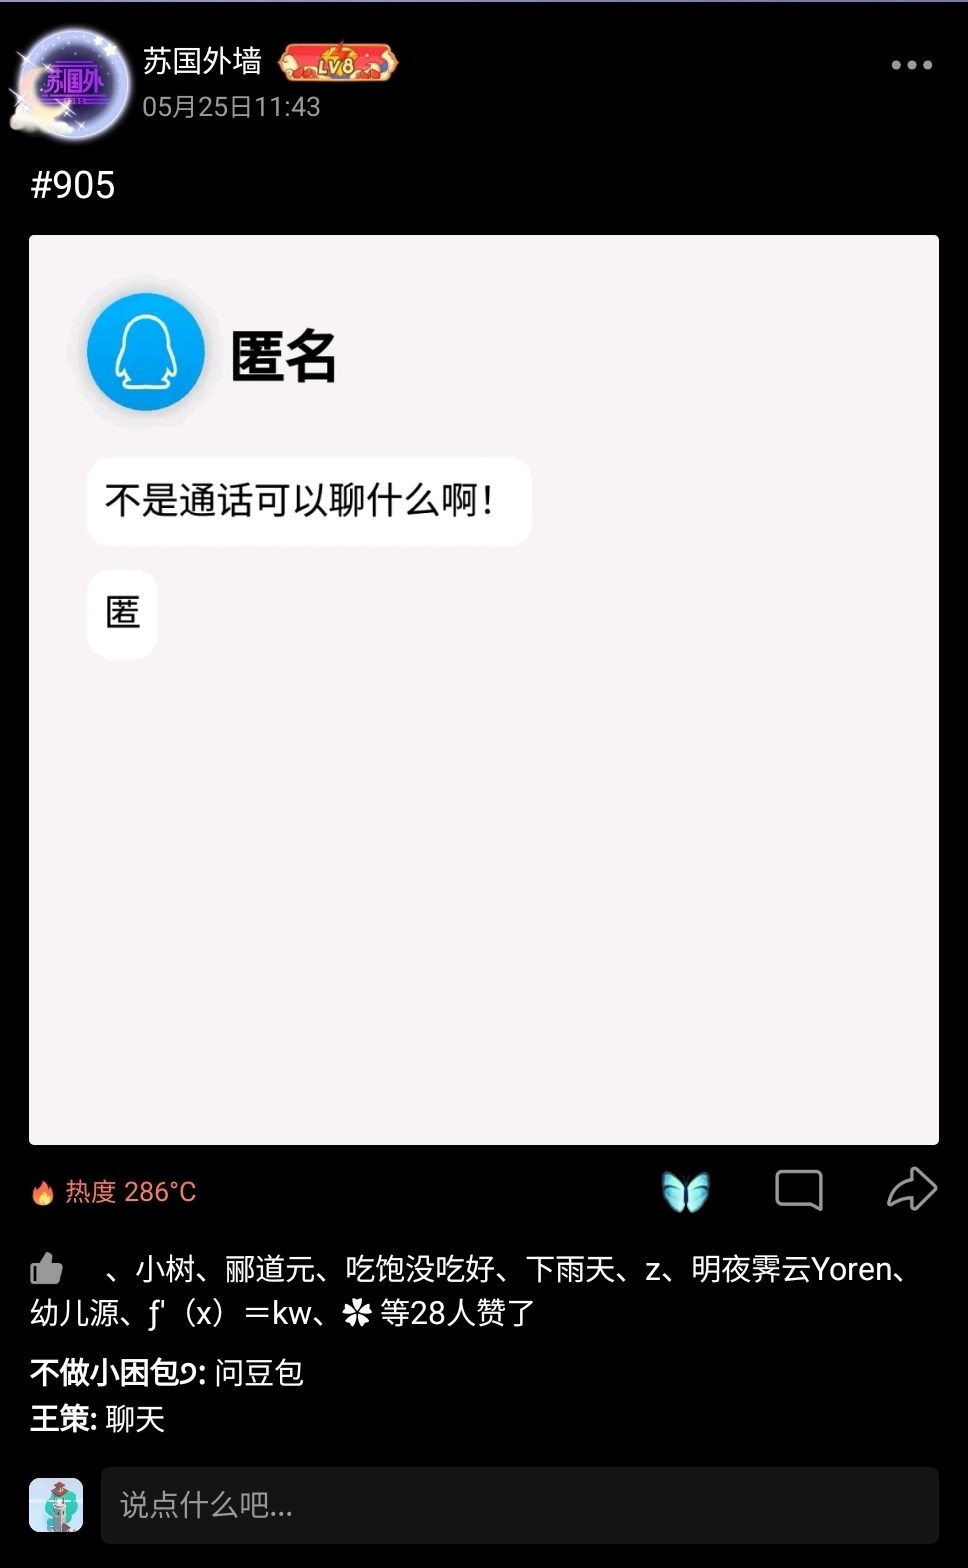 苏国外
苏国外墙
LV8
05月25日11:43
#905
匿名
不是通话可以聊什么啊！
匿
热度 286°C
、小树、郦道元、吃饱没吃好、下雨天、z、明夜霁云Yoren、
幼儿源、ƒ'（x）＝kw、✿ 等28人赞了
不做小困包୨: 问豆包
王策: 聊天
说点什么吧...